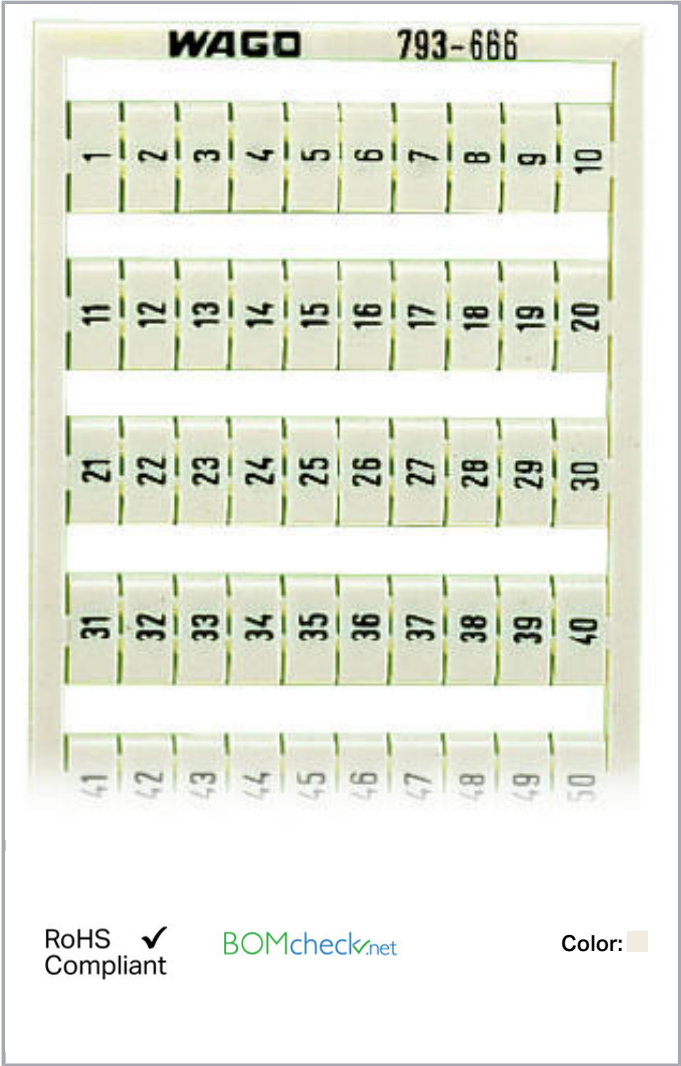 WAGO 793-666
1 2 3 4 5 6 7 8 9 10
11 12 13 14 15 16 17 18 19 20
21 22 23 24 25 26 27 28 29 30
31 32 33 34 35 36 37 38 39 40
41 42 43 44 45 46 47 48 49 50
RoHS ✓ BOMcheck.net Color:
Compliant